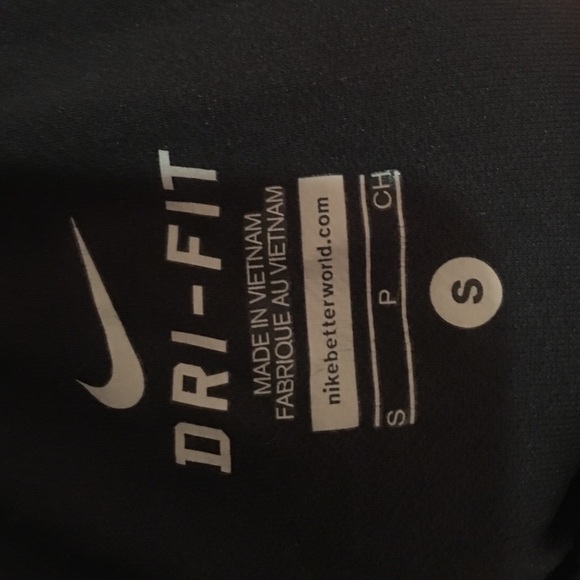 DRI-FIT
MADE IN VIETNAM
FABRIQUE AU VIETNAM
nikebetterworld.com
S P CH
S